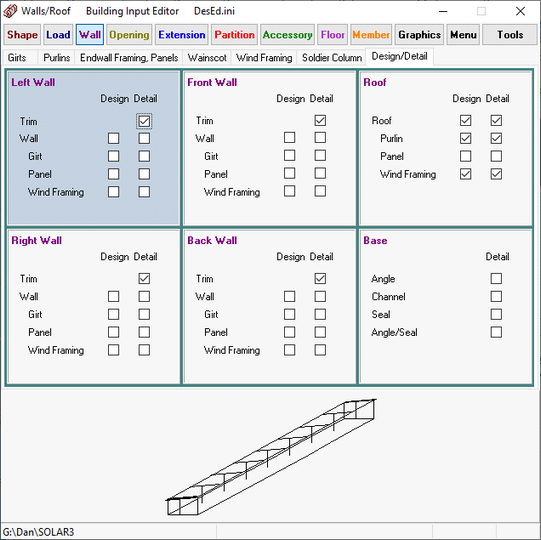 Walls/Roof Building Input Editor DesEd.ini
Shape Load Wall Opening Extension Partition Accessory Floor Member Graphics Menu Tools
Girts Purlins Endwall Framing, Panels Wainscot Wind Framing Soldier Column Design/Detail
Left Wall
Design Detail
Trim
Wall
Girt
Panel
Wind Framing
Front Wall
Design Detail
Trim
Wall
Girt
Panel
Wind Framing
Roof
Design Detail
Roof
Purlin
Panel
Wind Framing
Right Wall
Design Detail
Trim
Wall
Girt
Panel
Wind Framing
Back Wall
Design Detail
Trim
Wall
Girt
Panel
Wind Framing
Base
Detail
Angle
Channel
Seal
Angle/Seal
G:\Dan\SOLAR3